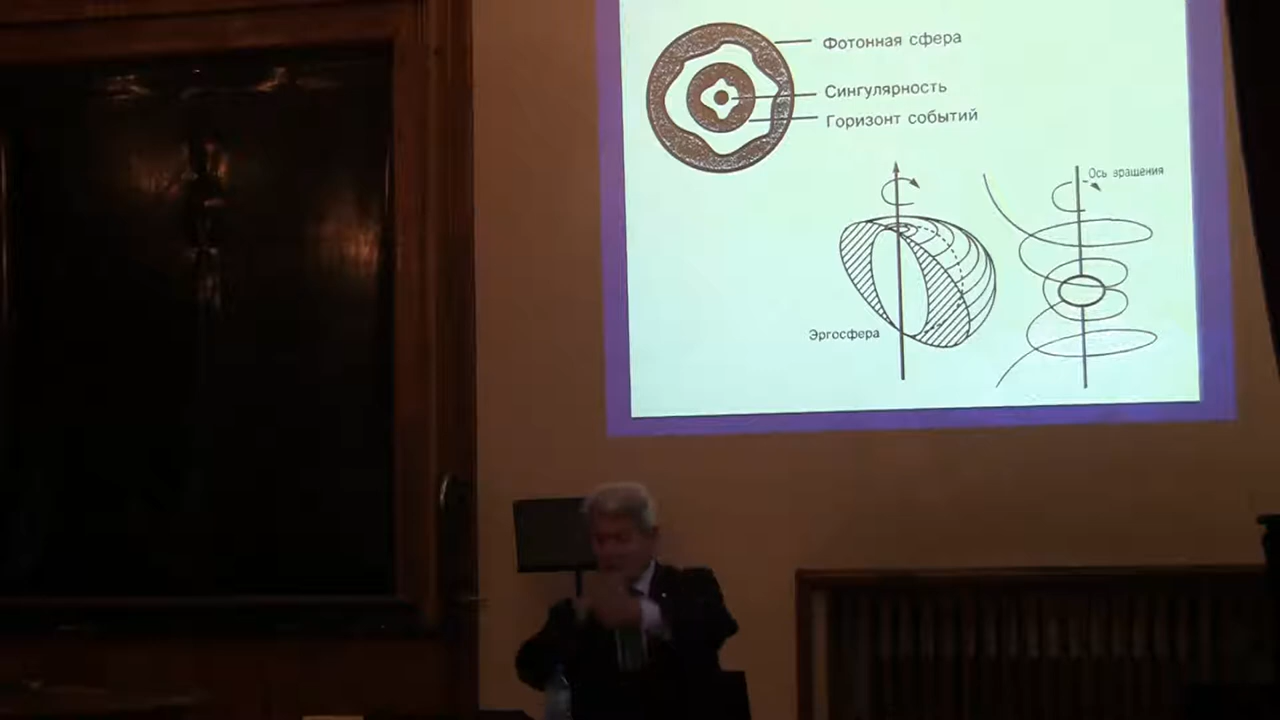 Фотонная сфера
Сингулярность
Горизонт событий
Ось вращения
Эргосфера